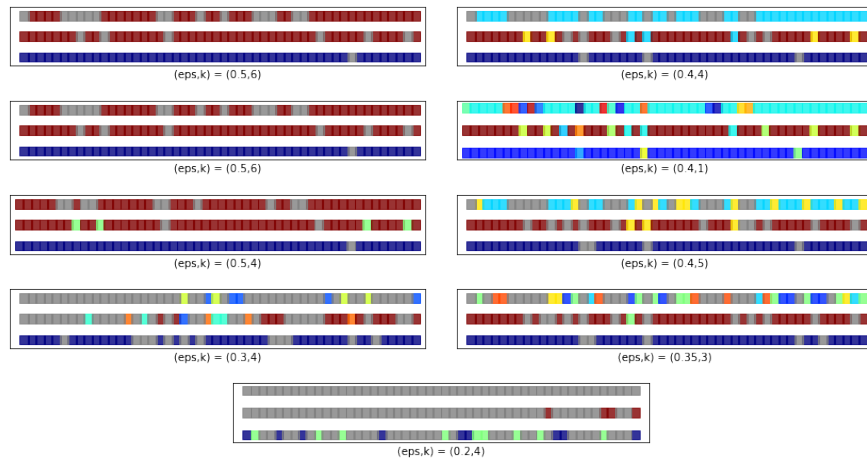 (eps,k) = (0.5,6)
(eps,k) = (0.4,4)
(eps,k) = (0.5,6)
(eps,k) = (0.4,1)
(eps,k) = (0.5,4)
(eps,k) = (0.4,5)
(eps,k) = (0.3,4)
(eps,k) = (0.35,3)
(eps,k) = (0.2,4)